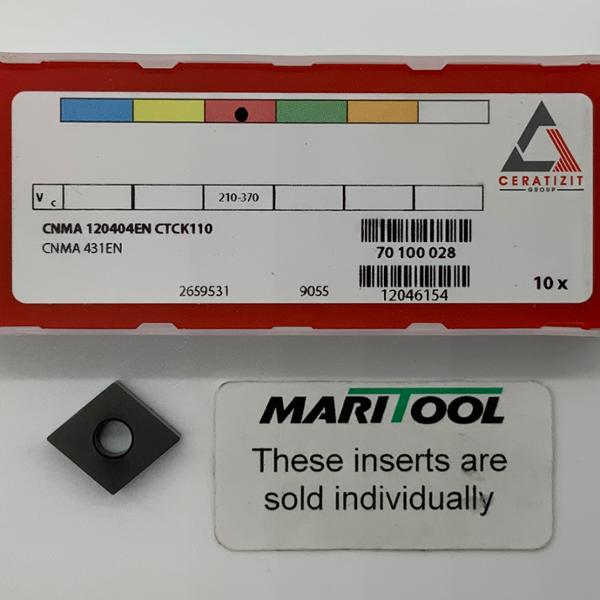 CERATIZIT
GROUP
Vc 210-370
CNMA 120404EN CTCK110
CNMA 431EN
70 100 028
2659531 9055 12046154 10 x
MARITOOL
These inserts are
sold individually